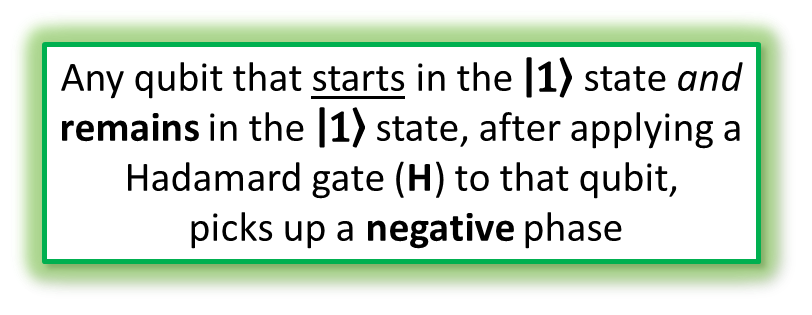 Any qubit that starts in the |1⟩ state and
remains in the |1⟩ state, after applying a
Hadamard gate (H) to that qubit,
picks up a negative phase